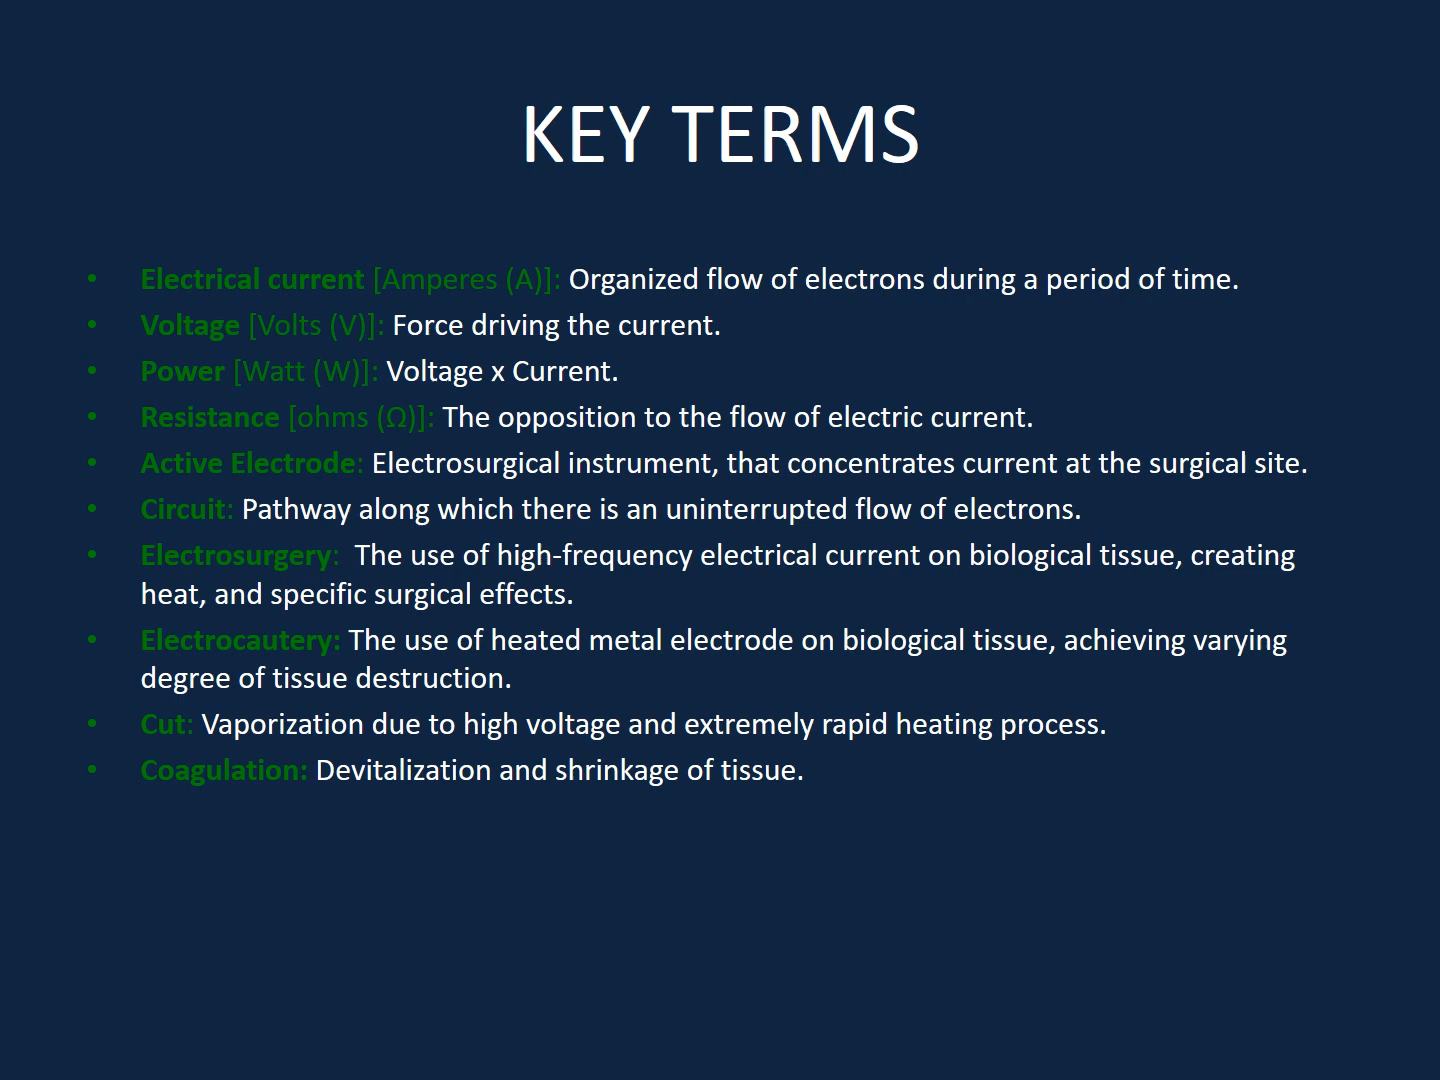 KEY TERMS
• Electrical current [Amperes (A)]: Organized flow of electrons during a period of time.
• Voltage [Volts (V)]: Force driving the current.
• Power [Watt (W)]: Voltage x Current.
• Resistance [ohms (Ω)]: The opposition to the flow of electric current.
• Active Electrode: Electrosurgical instrument, that concentrates current at the surgical site.
• Circuit: Pathway along which there is an uninterrupted flow of electrons.
• Electrosurgery:  The use of high-frequency electrical current on biological tissue, creating
heat, and specific surgical effects.
• Electrocautery: The use of heated metal electrode on biological tissue, achieving varying
degree of tissue destruction.
• Cut: Vaporization due to high voltage and extremely rapid heating process.
• Coagulation: Devitalization and shrinkage of tissue.